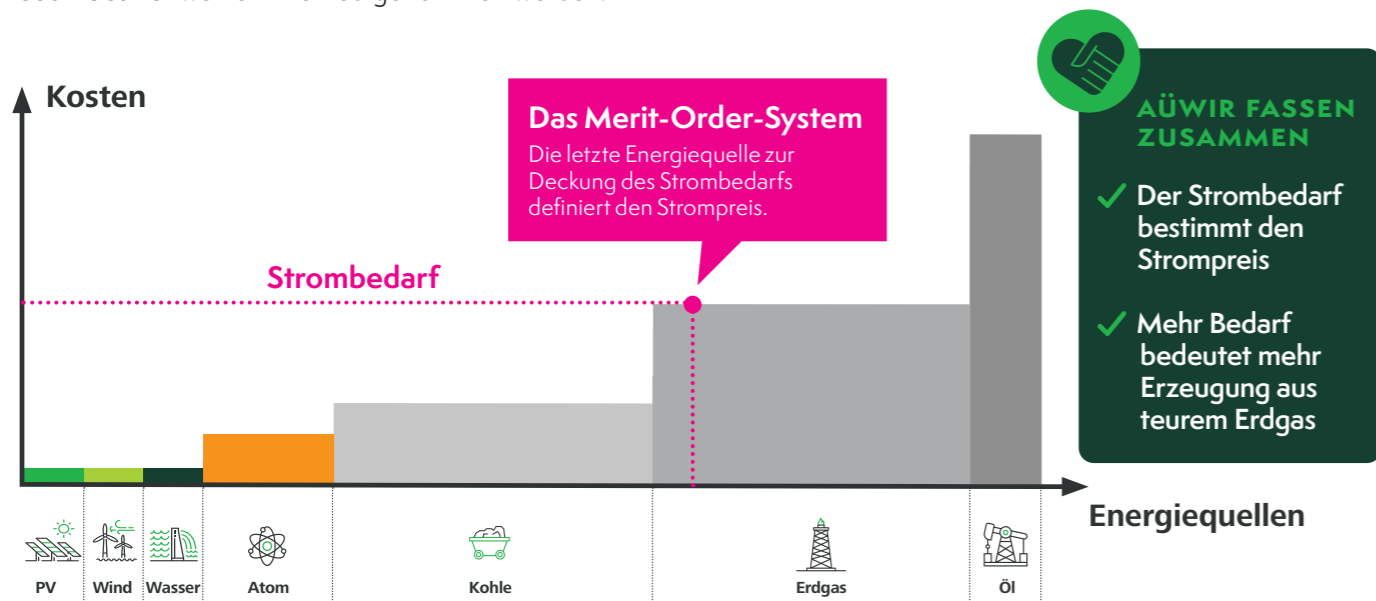 Kosten
Das Merit-Order-System
Die letzte Energiequelle zur
Deckung des Strombedarfs
definiert den Strompreis.
Strombedarf
AÜWIR FASSEN
ZUSAMMEN
Der Strombedarf
bestimmt den
Strompreis
Mehr Bedarf
bedeutet mehr
Erzeugung aus
teurem Erdgas
Energiequellen
PV
Wind
Wasser
Atom
Kohle
Erdgas
Öl